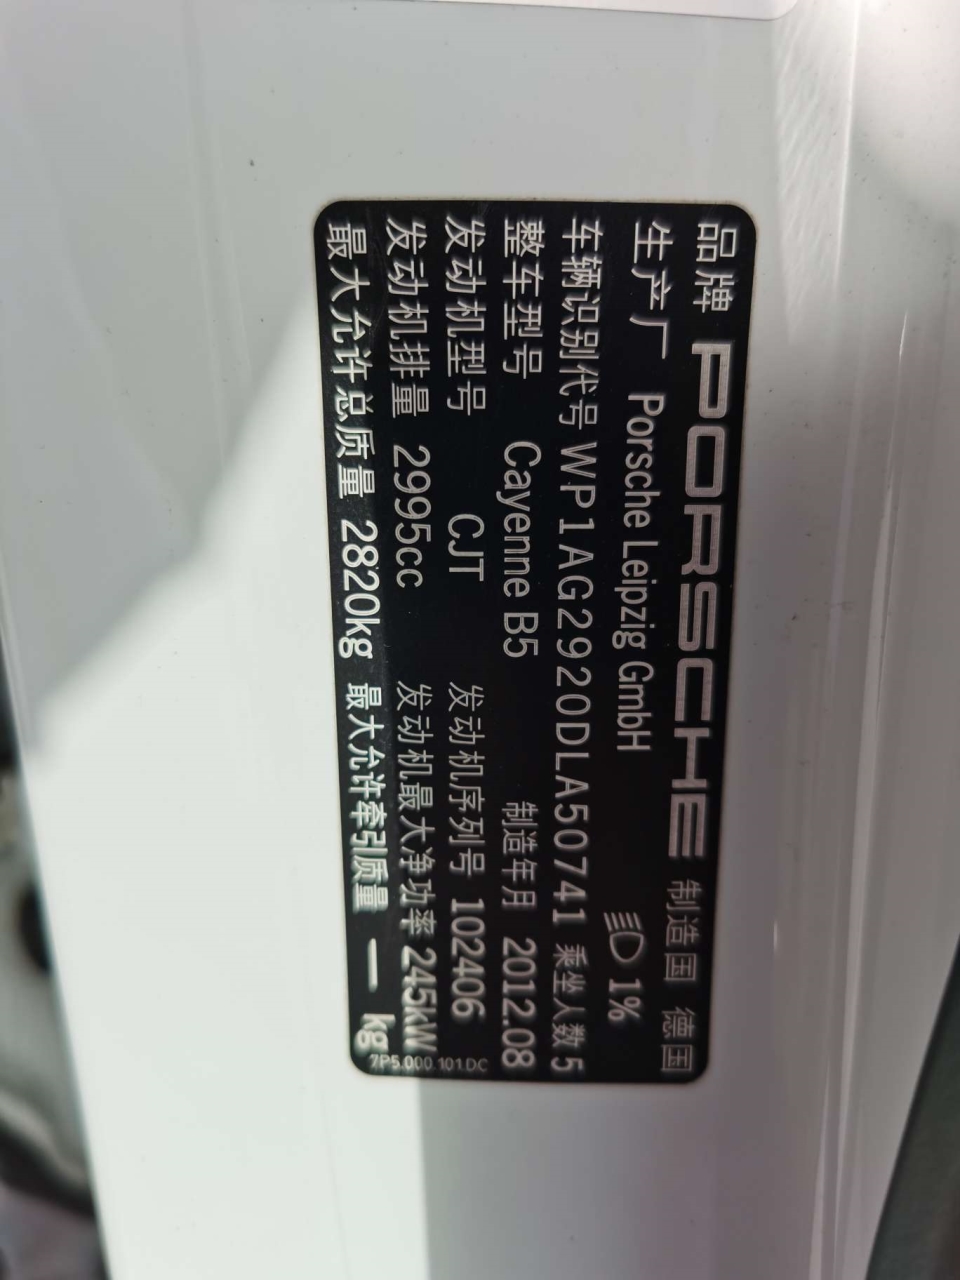 品牌 PORSCHE 制造国 德国
生产厂 Porsche Leipzig GmbH 1%
车辆识别代号 WP1AG2920DLA50741 乘坐人数 5
整车型号 Cayenne B5 制造年月 2012.08
发动机型号 CJT 发动机序列号 102406
发动机排量 2995cc 发动机最大净功率 245kW
最大允许总质量 2820kg 最大允许牵引质量 — kg
7P5.000.101.DC